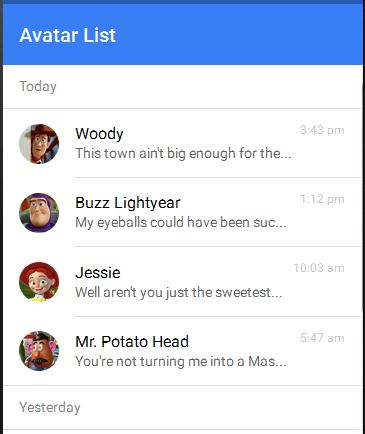 Avatar List
Today
Woody
3:43 pm
This town ain't big enough for the...
Buzz Lightyear
1:12 pm
My eyeballs could have been suc...
Jessie
10:03 am
Well aren't you just the sweetest...
Mr. Potato Head
5:47 am
You're not turning me into a Mas...
Yesterday